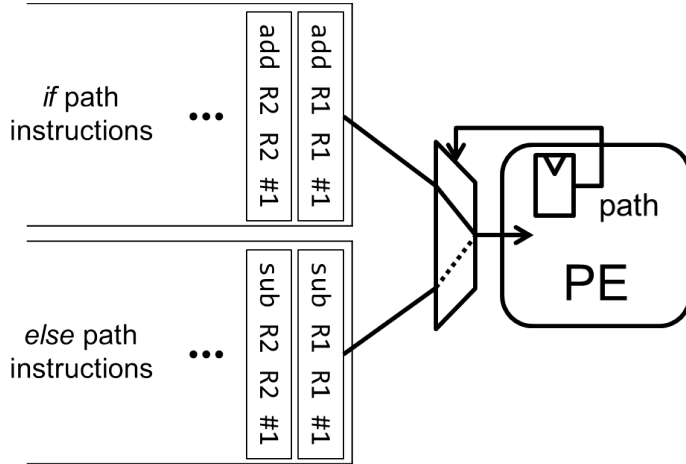 if path
instructions
•••
add R2 R2 #1
add R1 R1 #1
path
PE
else path
instructions
•••
sub R2 R2 #1
sub R1 R1 #1